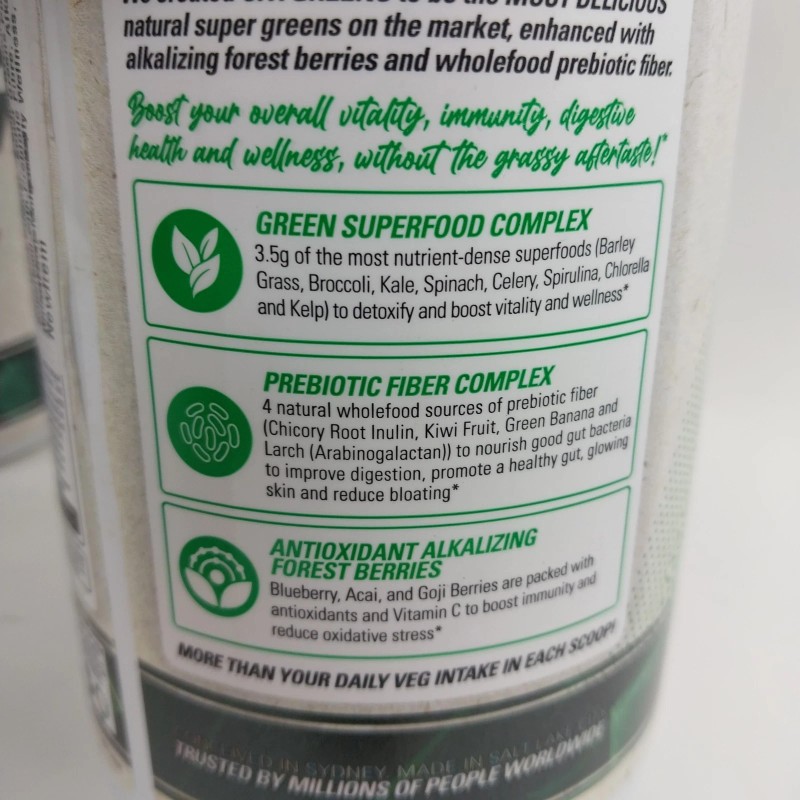 to be the MOST DELICIOUS
natural super greens on the market, enhanced with
alkalizing forest berries and wholefood prebiotic fiber.
Boost your overall vitality, immunity, digestive
health and wellness, without the grassy aftertaste!*
GREEN SUPERFOOD COMPLEX
3.5g of the most nutrient-dense superfoods (Barley
Grass, Broccoli, Kale, Spinach, Celery, Spirulina, Chlorella
and Kelp) to detoxify and boost vitality and wellness*
PREBIOTIC FIBER COMPLEX
4 natural wholefood sources of prebiotic fiber
(Chicory Root Inulin, Kiwi Fruit, Green Banana and
Larch (Arabinogalactan)) to nourish good gut bacteria
to improve digestion, promote a healthy gut, glowing
skin and reduce bloating*
ANTIOXIDANT ALKALIZING
FOREST BERRIES
Blueberry, Acai, and Goji Berries are packed with
antioxidants and Vitamin C to boost immunity and
reduce oxidative stress*
MORE THAN YOUR DAILY VEG INTAKE IN EACH SCOOP!
IN SYDNEY. MADE IN SALT LAKE
TRUSTED BY MILLIONS OF PEOPLE WORLDWIDE